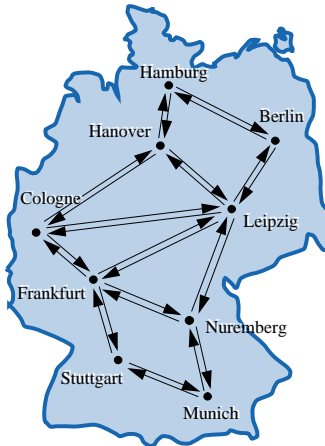 Hamburg
Berlin
Hanover
Cologne
Leipzig
Frankfurt
Nuremberg
Stuttgart
Munich